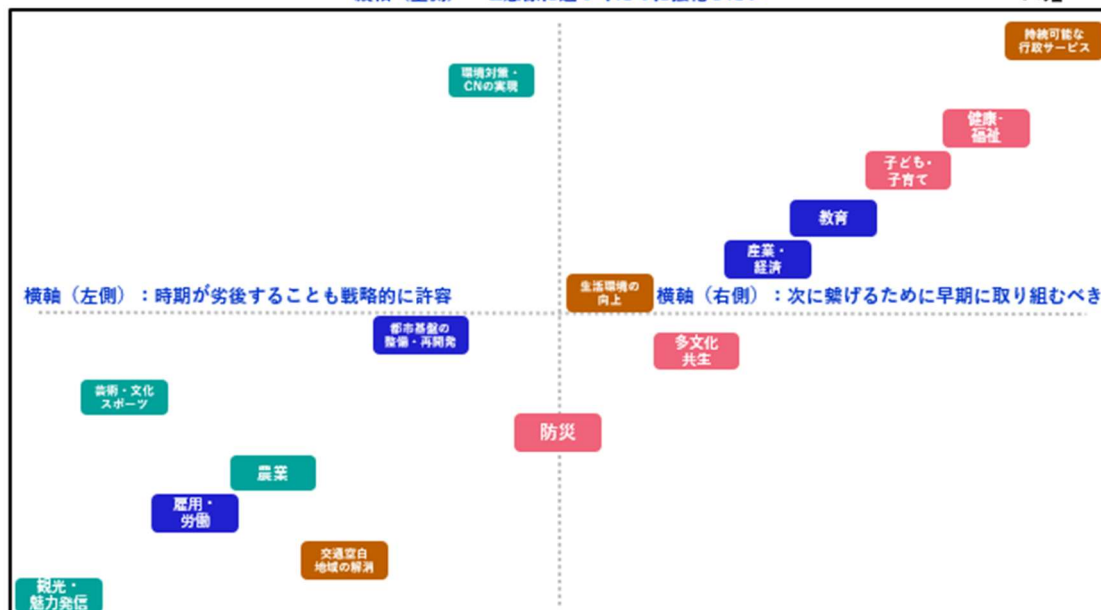 持続可能な
行政サービス
環境対策・
CNの実現
健康・
福祉
子ども・
子育て
教育
産業・
経済
生活環境の
向上
横軸（左側）：時期が劣後することも戦略的に許容
横軸（右側）：次に繋げるために早期に取り組むべき
都市基盤の
整備・再開発
多文化
共生
芸術・文化
スポーツ
防災
農業
雇用・
労働
交通空白
地域の解消
観光・
魅力発信